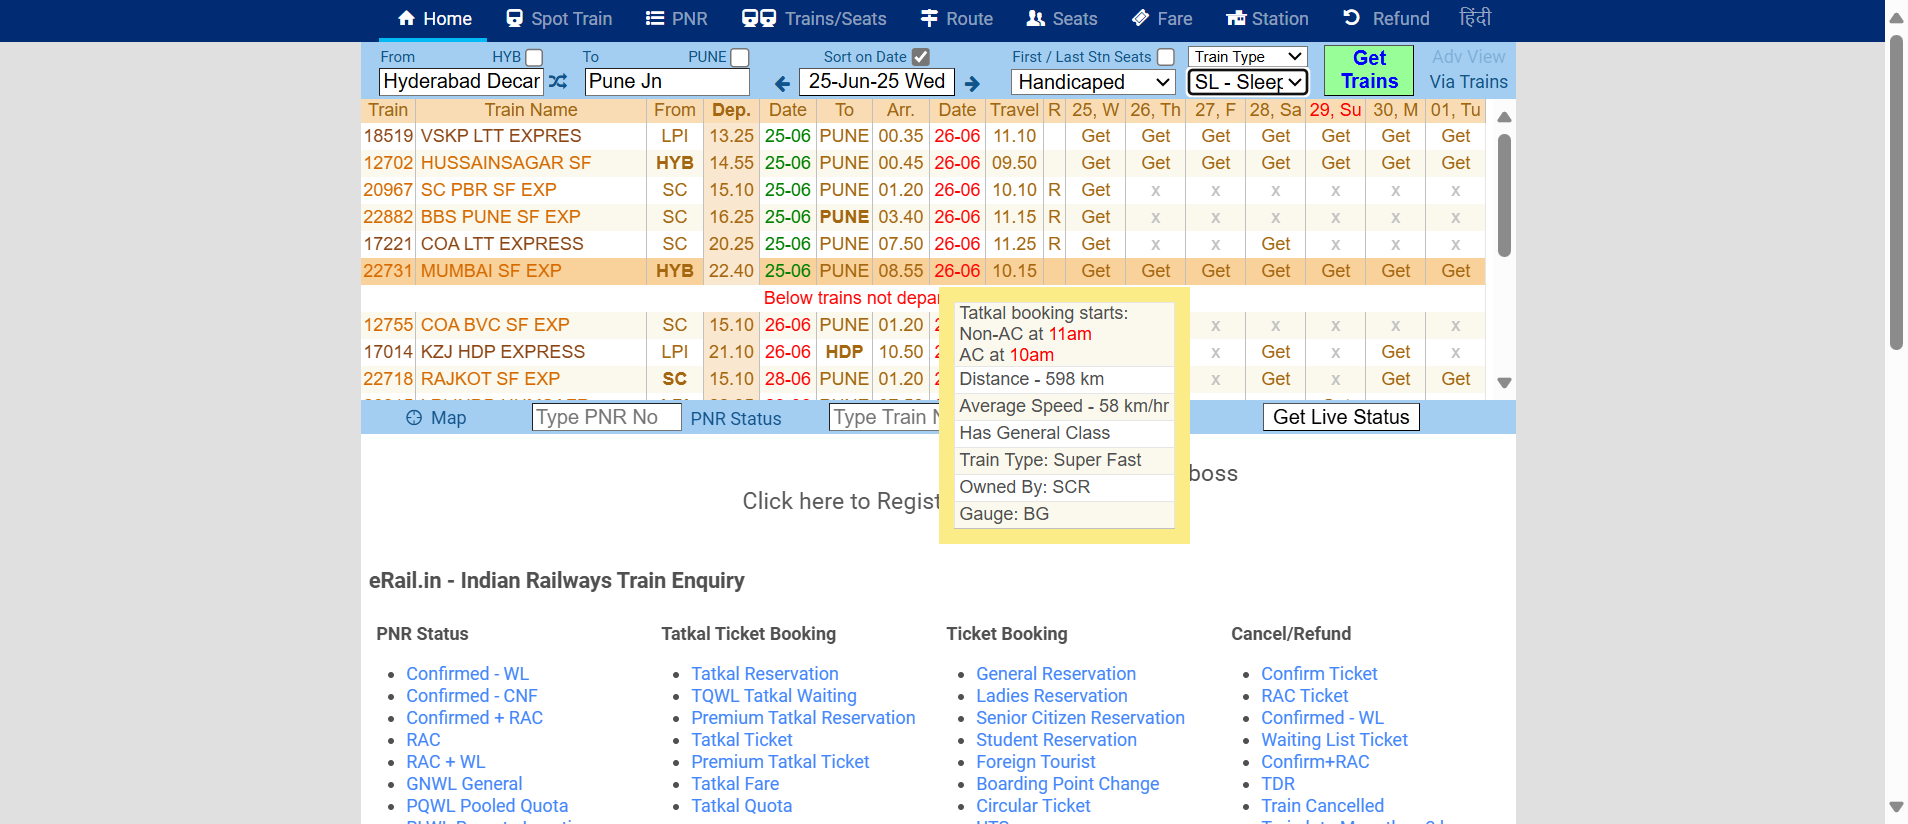 Home Spot Train PNR Trains/Seats Route Seats Fare Station Refund हिंदी
From HYB To PUNE Sort on Date First / Last Stn Seats Train Type Get Trains Adv View
Hyderabad Decan Pune Jn 25-Jun-25 Wed Handicaped SL - Sleep Via Trains
Train Train Name From Dep. Date To Arr. Date Travel R 25, W 26, Th 27, F 28, Sa 29, Su 30, M 01, Tu
18519 VSKP LTT EXPRES LPI 13.25 25-06 PUNE 00.35 26-06 11.10 Get Get Get Get Get Get Get
12702 HUSSAINSAGAR SF HYB 14.55 25-06 PUNE 00.45 26-06 09.50 Get Get Get Get Get Get Get
20967 SC PBR SF EXP SC 15.10 25-06 PUNE 01.20 26-06 10.10 R Get x x x x x x
22882 BBS PUNE SF EXP SC 16.25 25-06 PUNE 03.40 26-06 11.15 R Get x x x x x x
17221 COA LTT EXPRESS SC 20.25 25-06 PUNE 07.50 26-06 11.25 R Get x x Get x x x
22731 MUMBAI SF EXP HYB 22.40 25-06 PUNE 08.55 26-06 10.15 Get Get Get Get Get Get Get
Below trains not depar
12755 COA BVC SF EXP SC 15.10 26-06 PUNE 01.20 2 x x x x x
17014 KZJ HDP EXPRESS LPI 21.10 26-06 HDP 10.50 2 x Get x Get x
22718 RAJKOT SF EXP SC 15.10 28-06 PUNE 01.20 2 x Get x Get Get
Tatkal booking starts:
Non-AC at 11am
AC at 10am
Distance - 598 km
Average Speed - 58 km/hr
Has General Class
Train Type: Super Fast
Owned By: SCR
Gauge: BG
Map Type PNR No PNR Status Type Train N Get Live Status
boss
Click here to Regist
eRail.in - Indian Railways Train Enquiry
PNR Status
Confirmed - WL
Confirmed - CNF
Confirmed + RAC
RAC
RAC + WL
GNWL General
PQWL Pooled Quota
Tatkal Ticket Booking
Tatkal Reservation
TQWL Tatkal Waiting
Premium Tatkal Reservation
Tatkal Ticket
Premium Tatkal Ticket
Tatkal Fare
Tatkal Quota
Ticket Booking
General Reservation
Ladies Reservation
Senior Citizen Reservation
Student Reservation
Foreign Tourist
Boarding Point Change
Circular Ticket
Cancel/Refund
Confirm Ticket
RAC Ticket
Confirmed - WL
Waiting List Ticket
Confirm+RAC
TDR
Train Cancelled